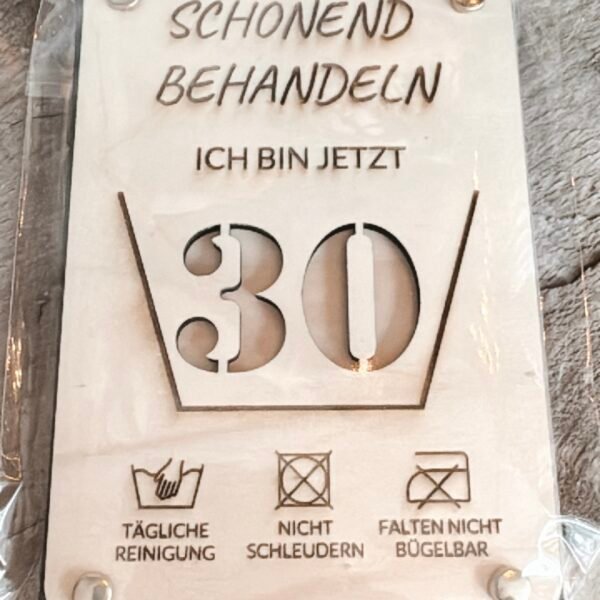 SCHONEND
BEHANDELN
ICH BIN JETZT
30
TÄGLICHE
REINIGUNG
NICHT
SCHLEUDERN
FALTEN NICHT
BÜGELBAR